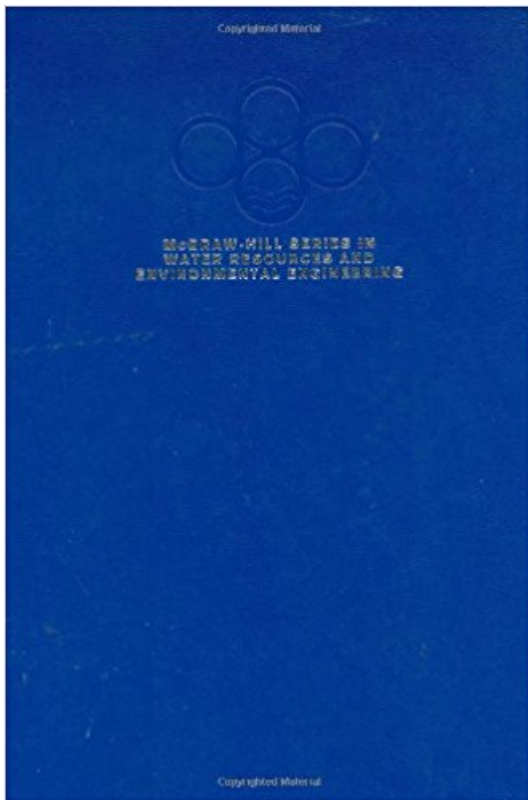 Copyrighted Material
McGRAW-HILL SERIES IN
WATER RESOURCES AND
ENVIRONMENTAL ENGINEERING
Copyrighted Material